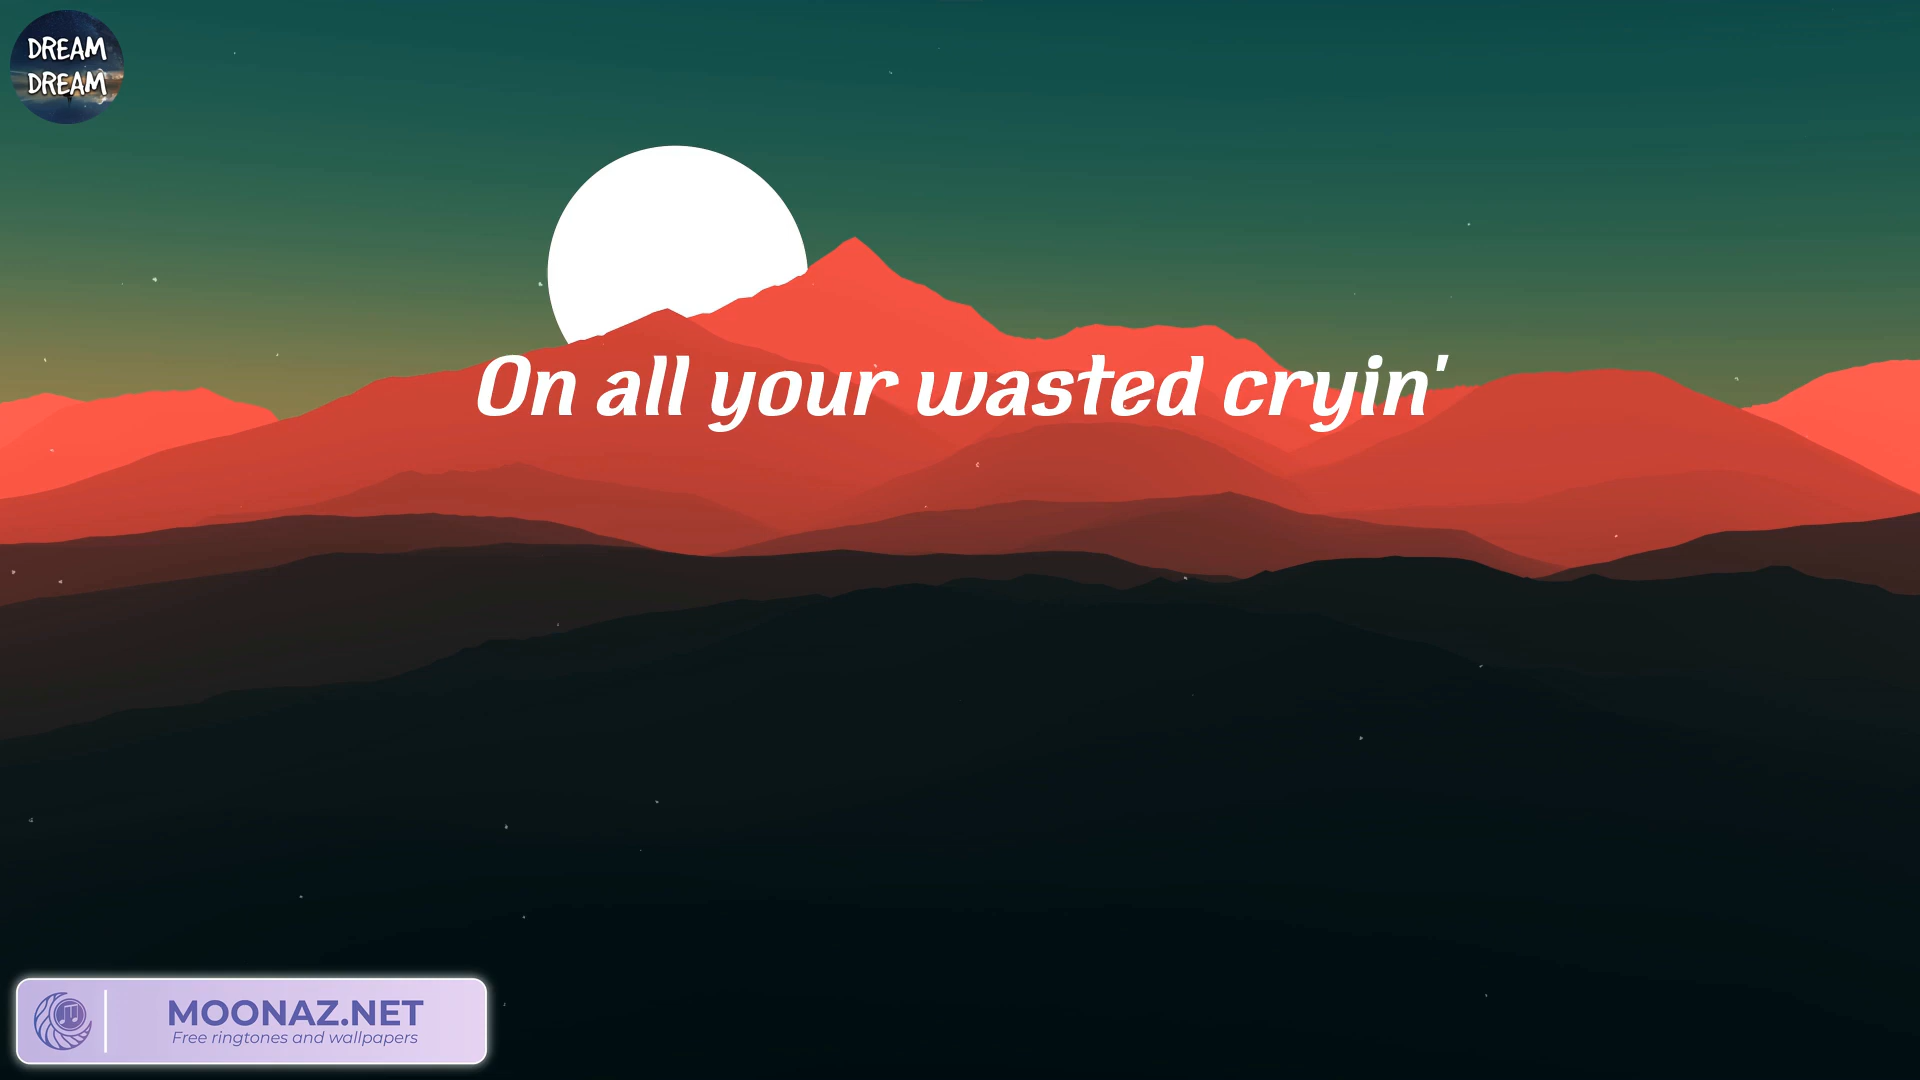 DREAM
DREAM
On all your wasted cryin'
MOONAZ.NET
Free ringtones and wallpapers